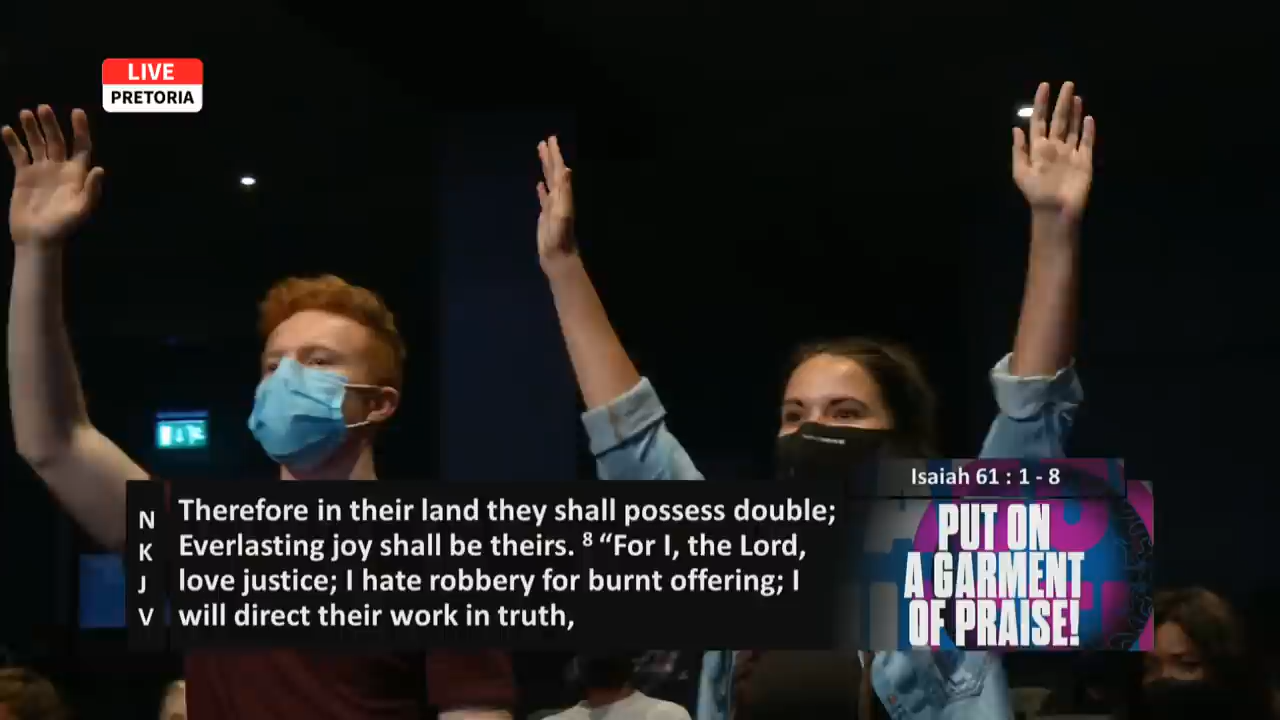 LIVE
PRETORIA
Isaiah 61 : 1 - 8
N
K
J
V
Therefore in their land they shall possess double;
Everlasting joy shall be theirs. 8 “For I, the Lord,
love justice; I hate robbery for burnt offering; I
will direct their work in truth,
PUT ON
A GARMENT
OF PRAISE!